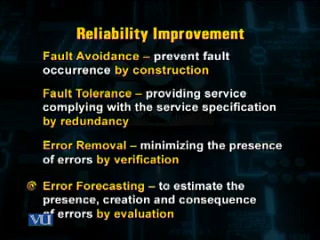 Reliability Improvement
Fault Avoidance – prevent fault
occurrence by construction
Fault Tolerance – providing service
complying with the service specification
by redundancy
Error Removal – minimizing the presence
of errors by verification
Error Forecasting – to estimate the
presence, creation and consequence
of errors by evaluation
VU